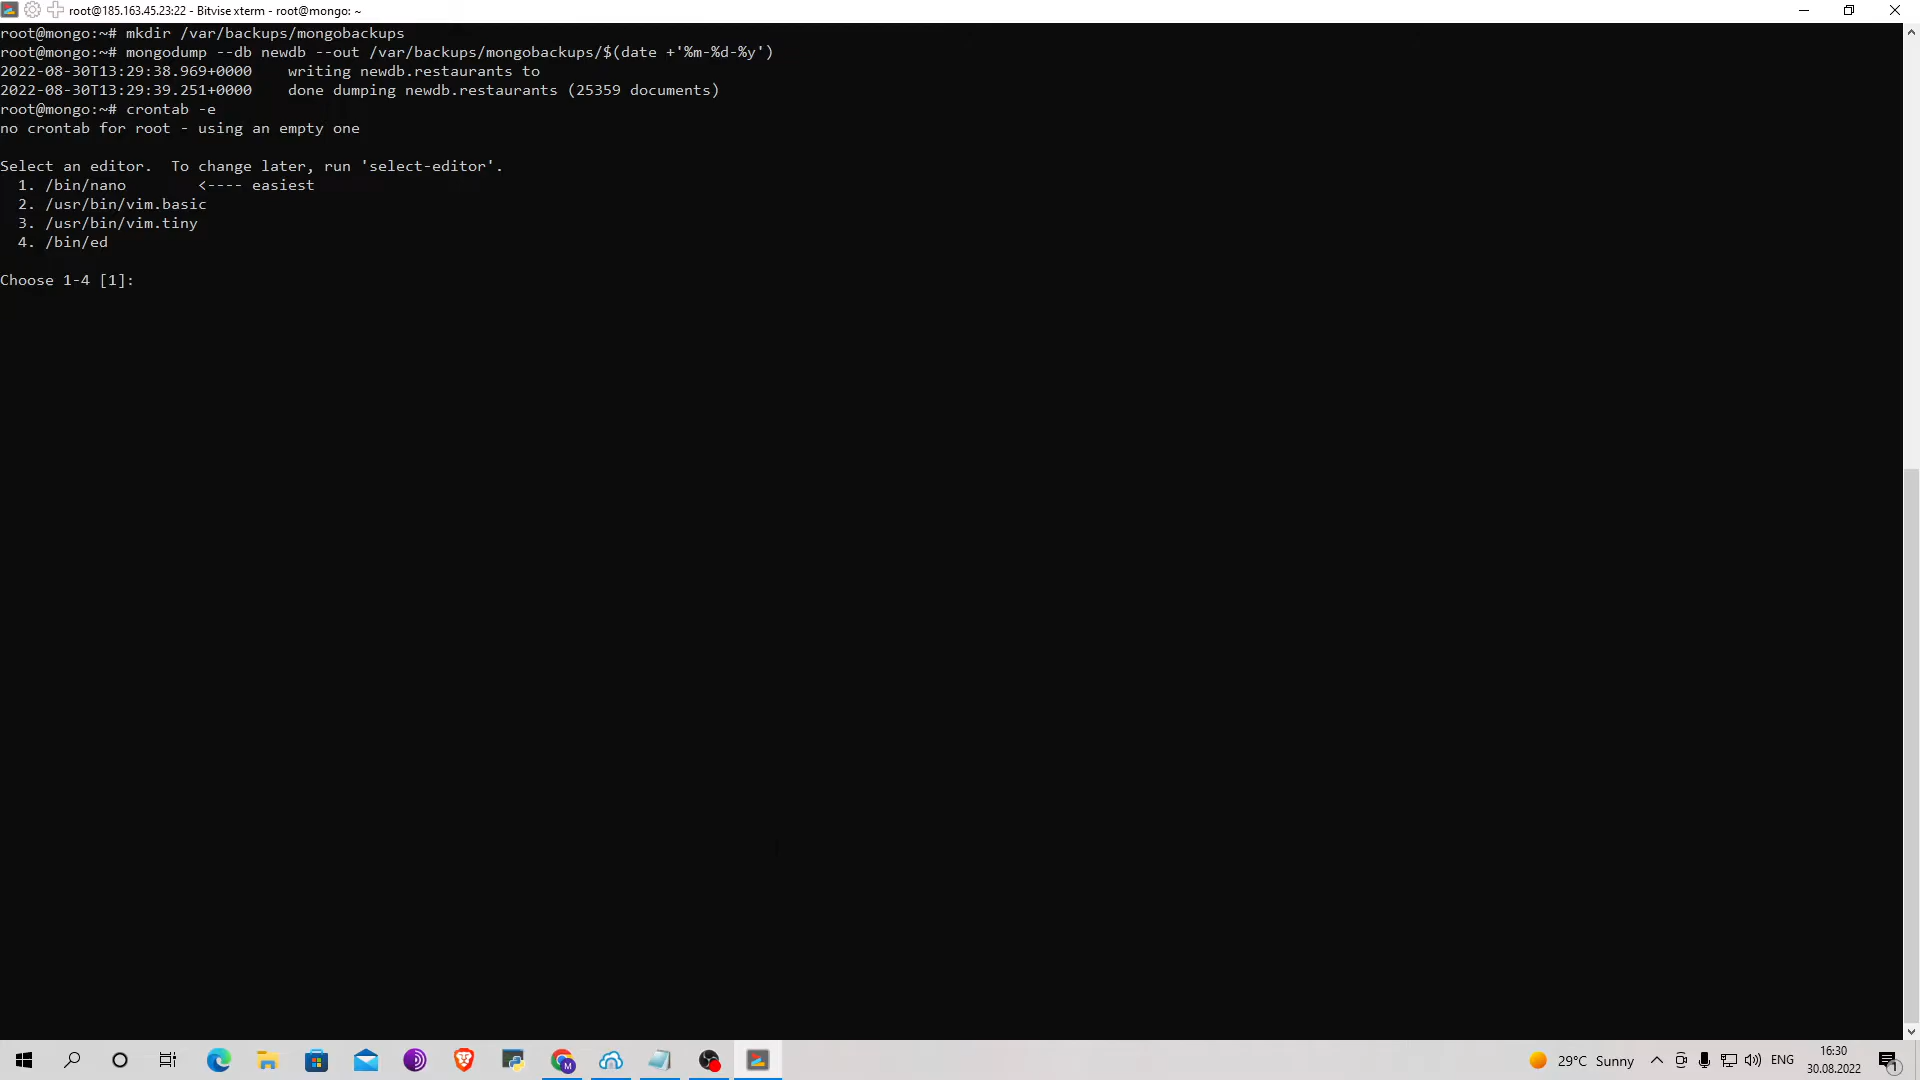 root@185.163.45.23:22 - Bitvise xterm - root@mongo: ~
root@mongo:~# mkdir /var/backups/mongobackups
root@mongo:~# mongodump --db newdb --out /var/backups/mongobackups/$(date +'%m-%d-%y')
2022-08-30T13:29:38.969+0000    writing newdb.restaurants to
2022-08-30T13:29:39.251+0000    done dumping newdb.restaurants (25359 documents)
root@mongo:~# crontab -e
no crontab for root - using an empty one
Select an editor.  To change later, run 'select-editor'.
  1. /bin/nano        <---- easiest
  2. /usr/bin/vim.basic
  3. /usr/bin/vim.tiny
  4. /bin/ed
Choose 1-4 [1]:
29°C Sunny
ENG
16:30
30.08.2022
1
M